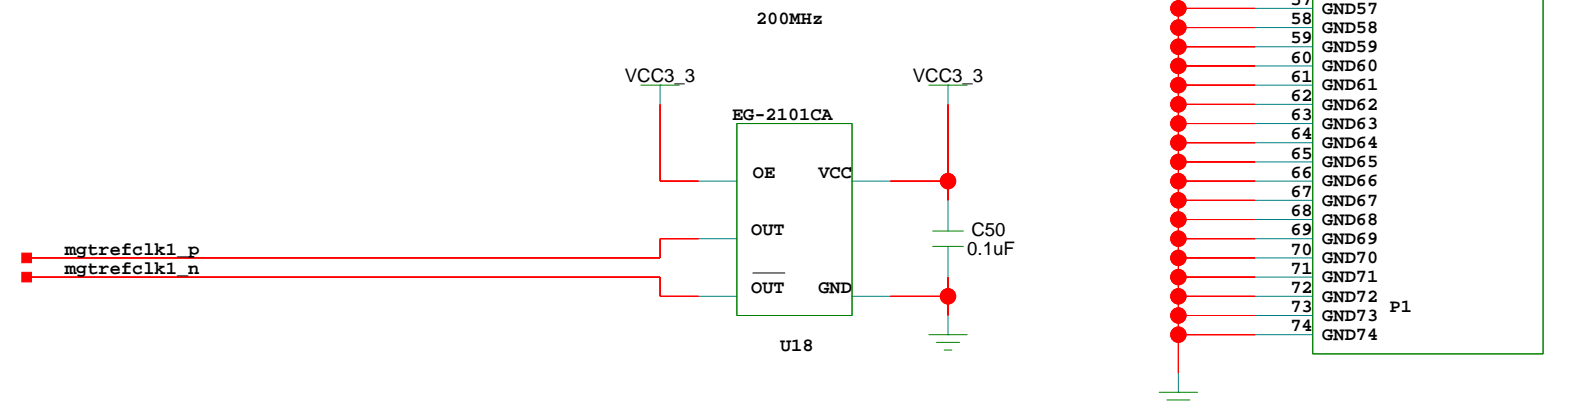 200MHz
VCC3_3
VCC3_3
EG-2101CA
OE
VCC
OUT
OUT
GND
U18
mgtrefclk1_p
mgtrefclk1_n
C50
0.1uF
57 GND57
58 GND58
59 GND59
60 GND60
61 GND61
62 GND62
63 GND63
64 GND64
65 GND65
66 GND66
67 GND67
68 GND68
69 GND69
70 GND70
71 GND71
72 GND72
73 GND73
74 GND74
P1